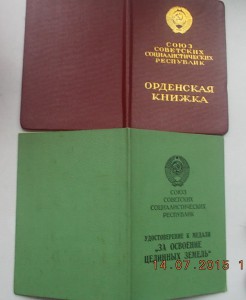 СОЮЗ
СОВЕТСКИХ
СОЦИАЛИСТИЧЕСКИХ
РЕСПУБЛИК
ОРДЕНСКАЯ
КНИЖКА
СОЮЗ
СОВЕТСКИХ
СОЦИАЛИСТИЧЕСКИХ
РЕСПУБЛИК
УДОСТОВЕРЕНИЕ К МЕДАЛИ
„ЗА ОСВОЕНИЕ
ЦЕЛИННЫХ ЗЕМЕЛЬ"
14.07.2015